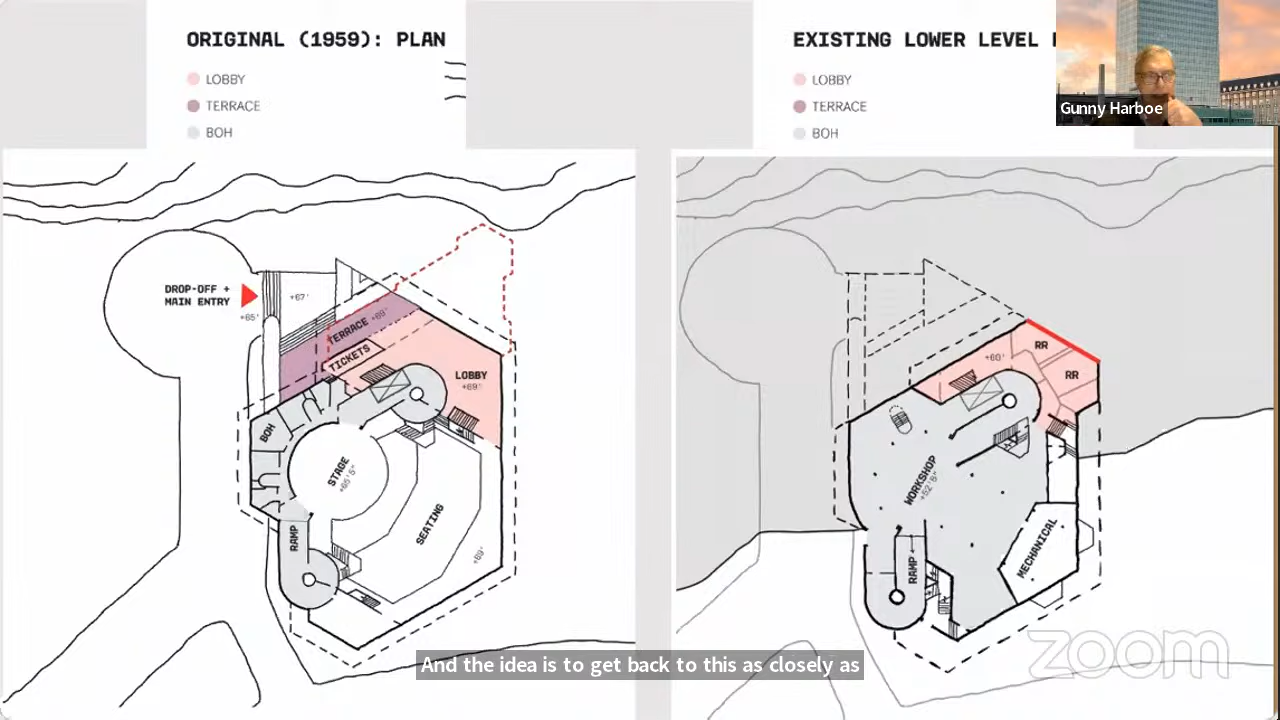 ORIGINAL (1959): PLAN
LOBBY
TERRACE
BOH
DROP-OFF +
MAIN ENTRY
+65'
+67'
TERRACE +69'
TICKETS
LOBBY
+69'
BOH
STAGE
+65'5"
SEATING
RAMP
+69'
EXISTING LOWER LEVEL
LOBBY
TERRACE
BOH
Gunny Harboe
RR
RR
+60'
WORKSHOP
+52'6"
MECHANICAL
RAMP
zoom
And the idea is to get back to this as closely as